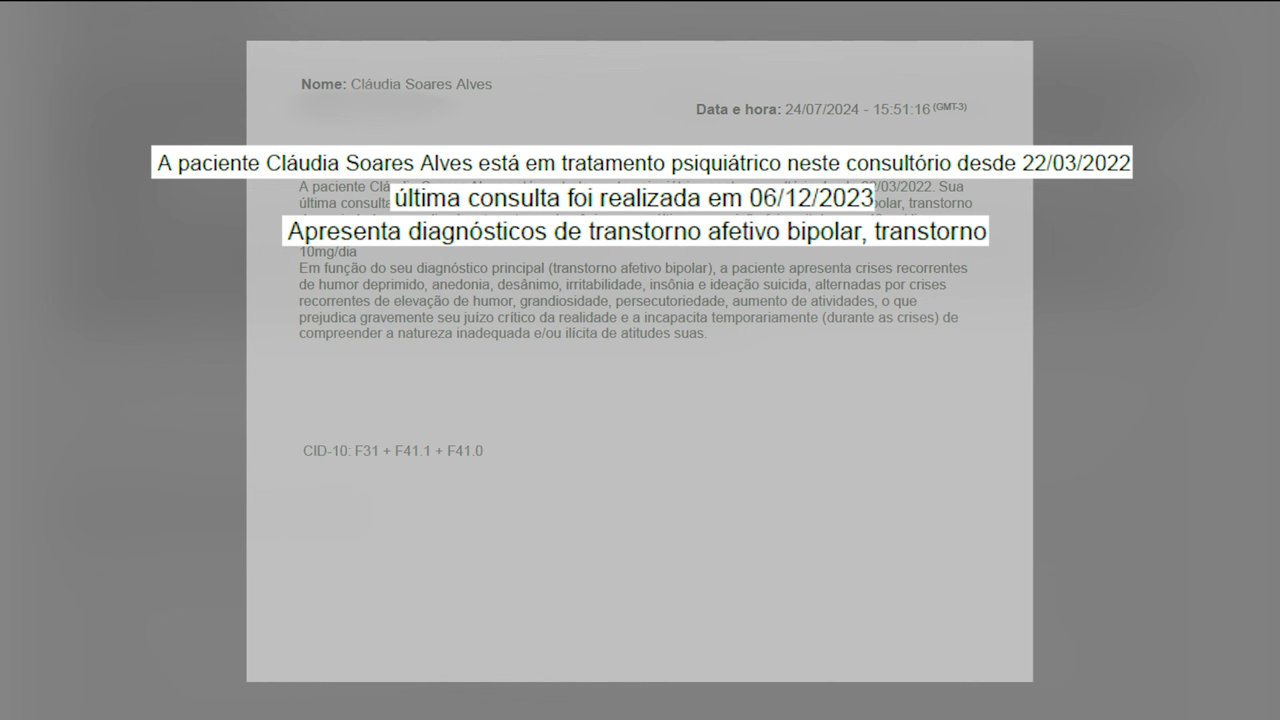 Nome: Cláudia Soares Alves
Data e hora: 24/07/2024 - 15:51:16 (GMT-3)
A paciente Cláudia Soares Alves está em tratamento psiquiátrico neste consultório desde 22/03/2022
A paciente 22/03/2022. Sua
última consulta foi realizada em 06/12/2023
última consulta bipolar, transtorno
Apresenta diagnósticos de transtorno afetivo bipolar, transtorno
10mg/dia
Em função do seu diagnóstico principal (transtorno afetivo bipolar), a paciente apresenta crises recorrentes
de humor deprimido, anedonia, desânimo, irritabilidade, insônia e ideação suicida, alternadas por crises
recorrentes de elevação de humor, grandiosidade, persecutoriedade, aumento de atividades, o que
prejudica gravemente seu juízo crítico da realidade e a incapacita temporariamente (durante as crises) de
compreender a natureza inadequada e/ou ilícita de atitudes suas.
CID-10: F31 + F41.1 + F41.0